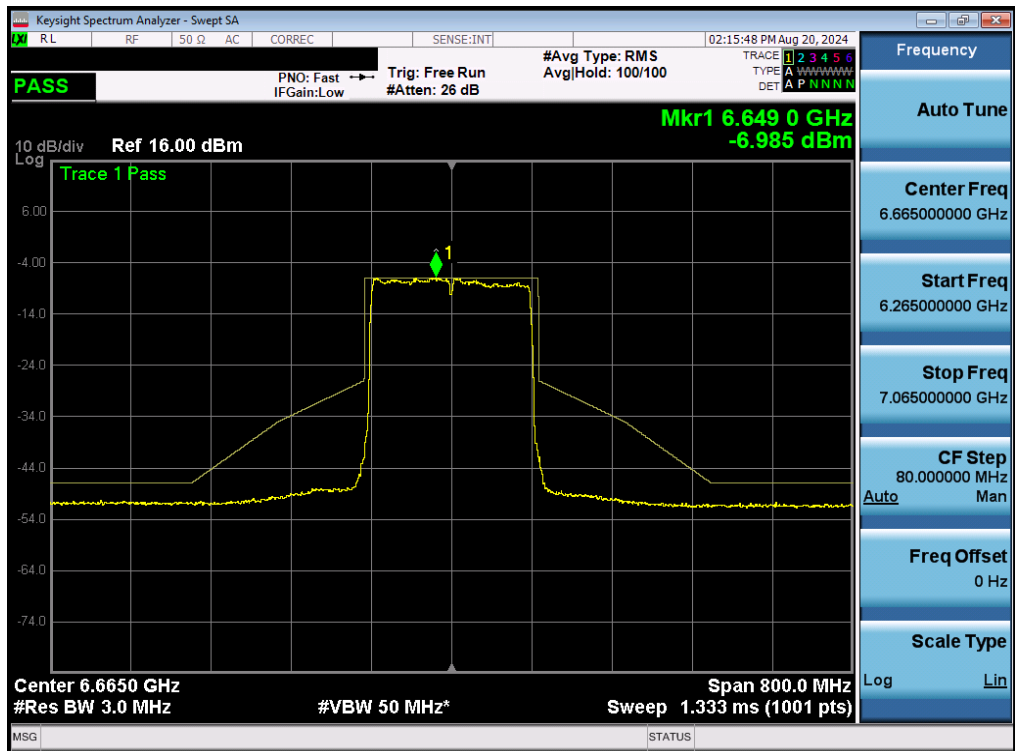 Keysight Spectrum Analyzer - Swept SA
LXI RL RF 50 Ω AC CORREC SENSE:INT 02:15:48 PM Aug 20, 2024
PASS
PNO: Fast
IFGain:Low
Trig: Free Run
#Atten: 26 dB
#Avg Type: RMS
Avg|Hold: 100/100
TRACE 1 2 3 4 5 6
TYPE A WWWWW
DET A P N N N N
Mkr1 6.649 0 GHz
-6.985 dBm
10 dB/div Ref 16.00 dBm
Log
Trace 1 Pass
1
6.00
-4.00
-14.0
-24.0
-34.0
-44.0
-54.0
-64.0
-74.0
Center 6.6650 GHz Span 800.0 MHz
#Res BW 3.0 MHz #VBW 50 MHz* Sweep 1.333 ms (1001 pts)
MSG STATUS
Frequency
Auto Tune
Center Freq
6.665000000 GHz
Start Freq
6.265000000 GHz
Stop Freq
7.065000000 GHz
CF Step
80.000000 MHz
Auto Man
Freq Offset
0 Hz
Scale Type
Log Lin